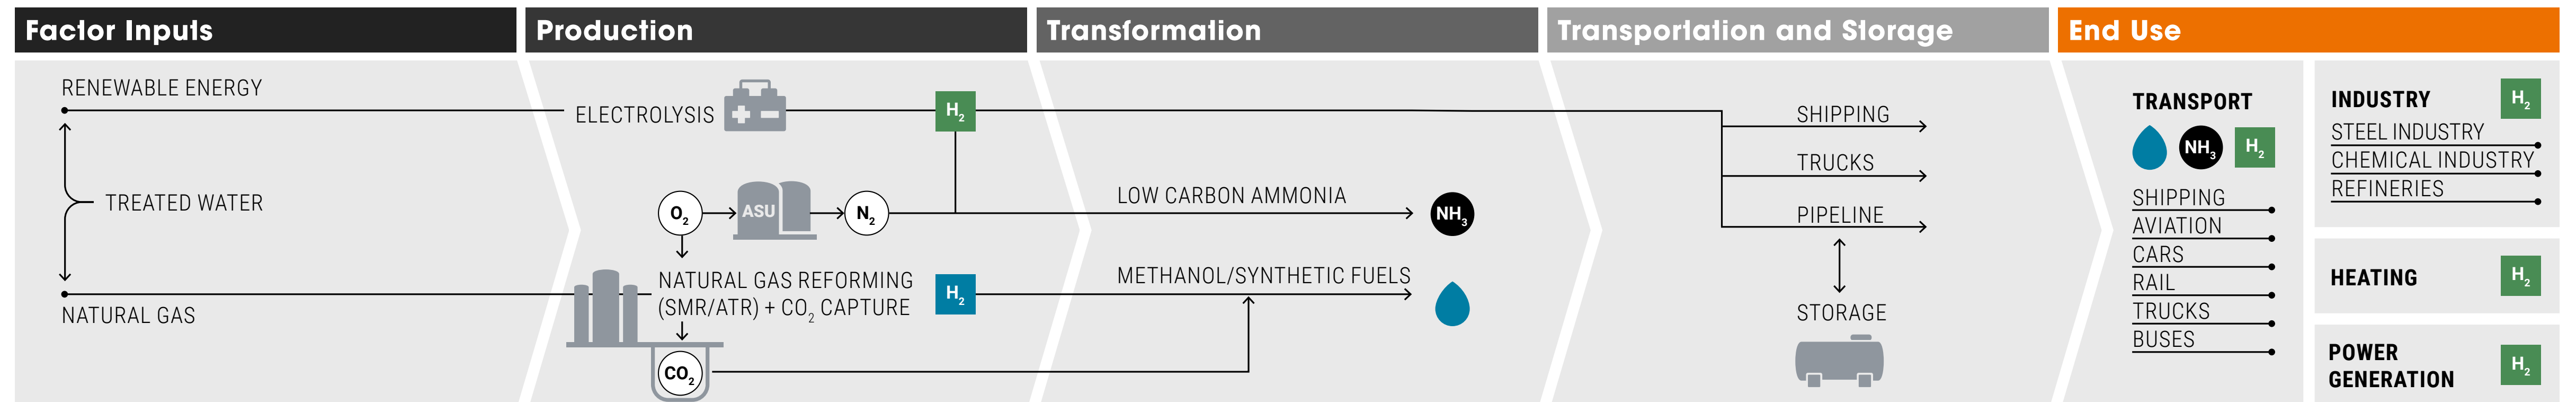 Factor Inputs
Production
Transformation
Transportation and Storage
End Use
RENEWABLE ENERGY
TREATED WATER
NATURAL GAS
ELECTROLYSIS
H₂
O₂
ASU
N₂
NATURAL GAS REFORMING
(SMR/ATR) + CO₂ CAPTURE
H₂
CO₂
LOW CARBON AMMONIA
NH₃
METHANOL/SYNTHETIC FUELS
SHIPPING
TRUCKS
PIPELINE
STORAGE
TRANSPORT
NH₃
H₂
SHIPPING
AVIATION
CARS
RAIL
TRUCKS
BUSES
INDUSTRY
H₂
STEEL INDUSTRY
CHEMICAL INDUSTRY
REFINERIES
HEATING
H₂
POWER
GENERATION
H₂